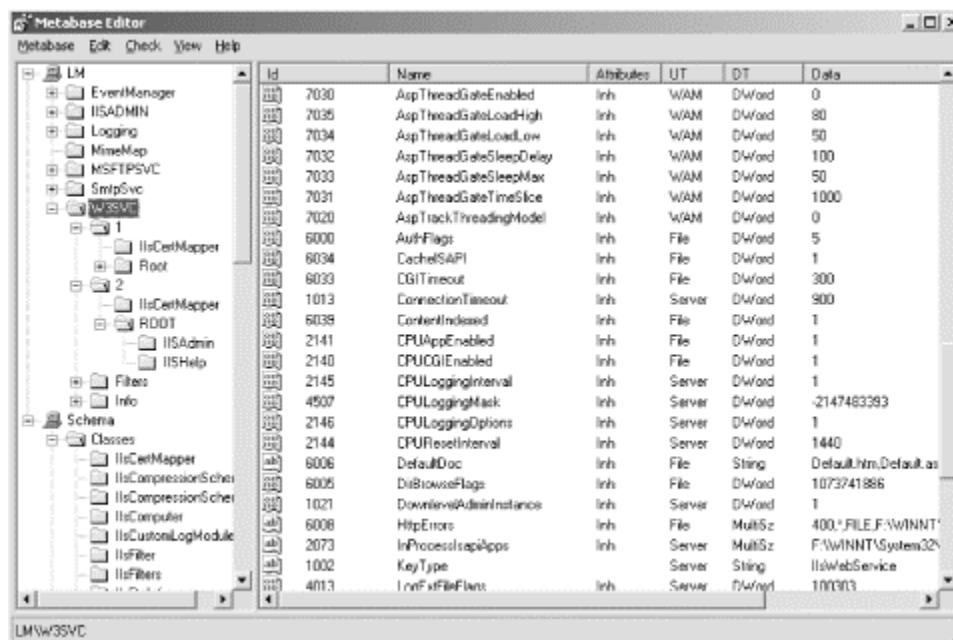 Metabase Editor
Metabase Edit Check View Help
LM
EventManager
IISADMIN
Logging
MimeMap
MSFTPSVC
SmtpSvc
W3SVC
1
IIsCertMapper
Root
2
IIsCertMapper
ROOT
IISAdmin
IISHelp
Filters
Info
Schema
Classes
IIsCertMapper
IIsCompressionScher
IIsCompressionScher
IIsComputer
IIsCustomLogModule
IIsFilter
IIsFilters
Id Name Attributes UT DT Data
7030 AspThreadGateEnabled Inh WAM DWord 0
7035 AspThreadGateLoadHigh Inh WAM DWord 80
7034 AspThreadGateLoadLow Inh WAM DWord 50
7032 AspThreadGateSleepDelay Inh WAM DWord 100
7033 AspThreadGateSleepMax Inh WAM DWord 50
7031 AspThreadGateTimeSlice Inh WAM DWord 1000
7020 AspTrackThreadingModel Inh WAM DWord 0
6000 AuthFlags Inh File DWord 5
6034 CacheISAPI Inh File DWord 1
6033 CGITimeout Inh File DWord 300
1013 ConnectionTimeout Inh Server DWord 900
6039 ContentIndexed Inh File DWord 1
2141 CPUAppEnabled Inh File DWord 1
2140 CPUCGIEnabled Inh File DWord 1
2145 CPULoggingInterval Inh Server DWord 1
4507 CPULoggingMask Inh Server DWord -2147483393
2146 CPULoggingOptions Inh Server DWord 1
2144 CPUResetInterval Inh Server DWord 1440
6006 DefaultDoc Inh File String Default.htm,Default.as
6005 DirBrowseFlags Inh File DWord 1073741886
1021 DownlevelAdminInstance Inh Server DWord 1
6008 HttpErrors Inh File MultiSz 400,*,FILE,F:\WINNT\
2073 InProcessIsapiApps Inh Server MultiSz F:\WINNT\System32\
1002 KeyType Server String IIsWebService
4013 LogExtFileFlags Inh Server DWord 100303
LM\W3SVC